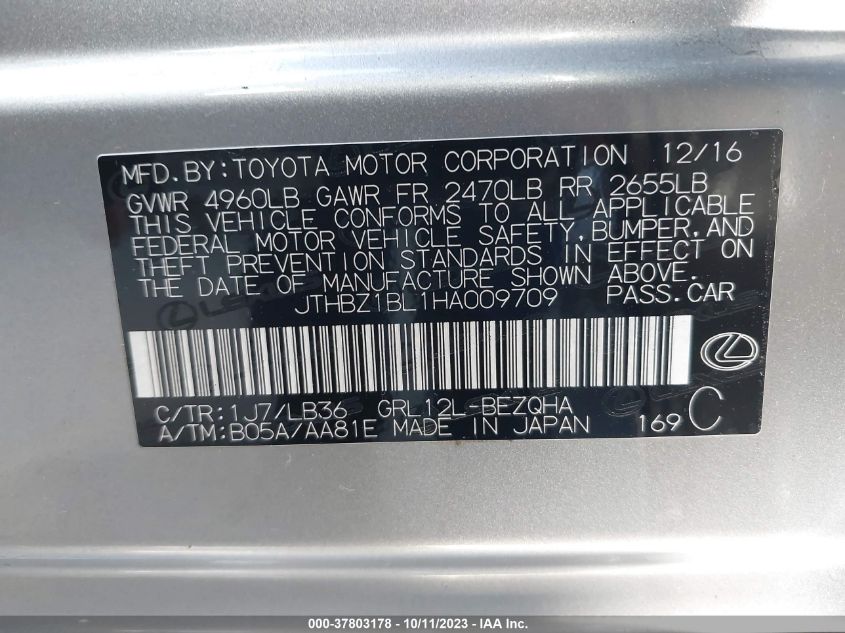 MFD.BY:TOYOTA MOTOR CORPORATION 12/16
GVWR 4960LB GAWR FR 2470LB RR 2655LB
THIS VEHICLE CONFORMS TO ALL APPLICABLE
FEDERAL MOTOR VEHICLE SAFETY,BUMPER,AND
THEFT PREVENTION STANDARDS IN EFFECT ON
THE DATE OF MANUFACTURE SHOWN ABOVE.
JTHBZ1BL1HA009709 PASS.CAR
C/TR:1J7/LB36 GRL12L-BEZQHA
A/TM:B05A/AA81E MADE IN JAPAN 169 C
000-37803178 - 10/11/2023 - IAA Inc.